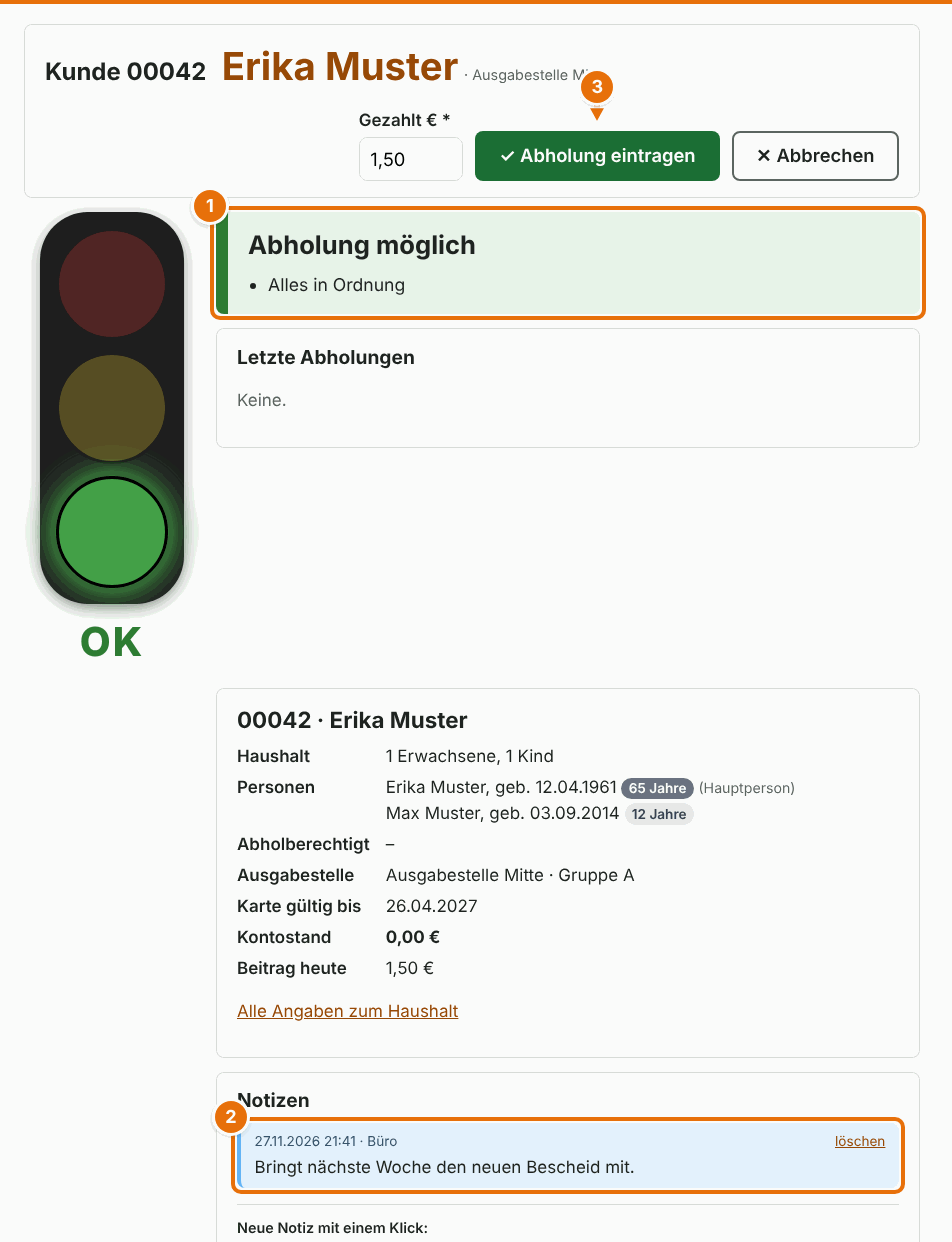 Kunde 00042 Erika Muster · Ausgabestelle
3
Gezahlt € *
1,50
✓ Abholung eintragen
✕ Abbrechen
1
Abholung möglich
• Alles in Ordnung
Letzte Abholungen
Keine.
OK
00042 · Erika Muster
Haushalt 1 Erwachsene, 1 Kind
Personen Erika Muster, geb. 12.04.1961 65 Jahre (Hauptperson)
Max Muster, geb. 03.09.2014 12 Jahre
Abholberechtigt –
Ausgabestelle Ausgabestelle Mitte · Gruppe A
Karte gültig bis 26.04.2027
Kontostand 0,00 €
Beitrag heute 1,50 €
Alle Angaben zum Haushalt
Notizen
2
27.11.2026 21:41 · Büro löschen
Bringt nächste Woche den neuen Bescheid mit.
Neue Notiz mit einem Klick: